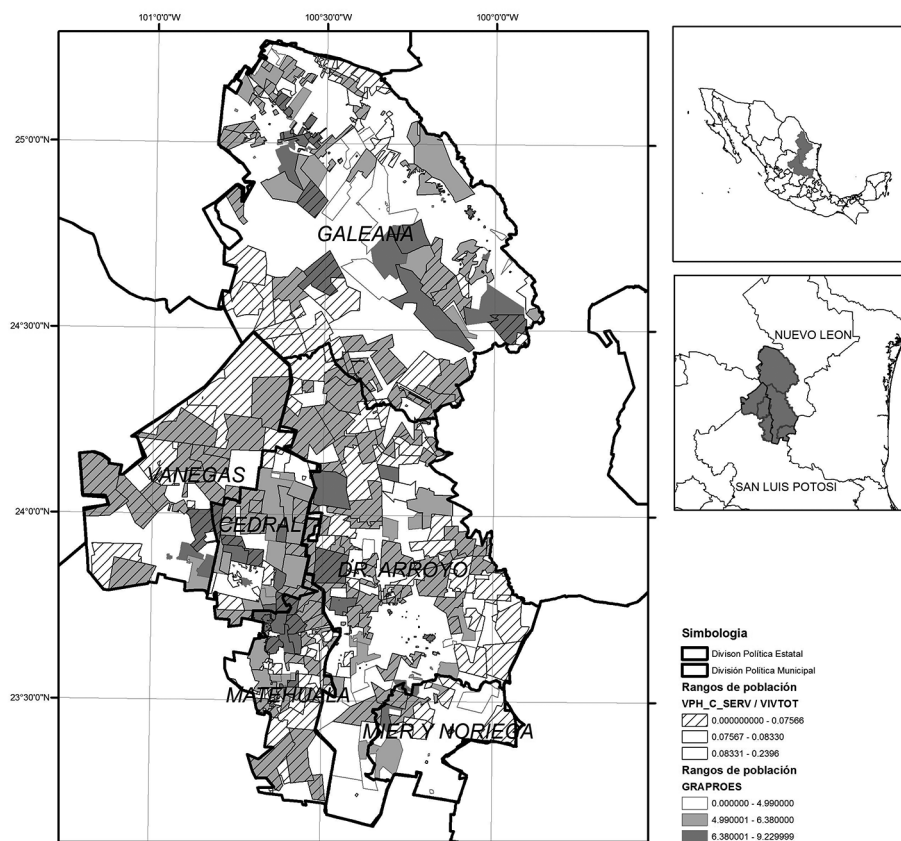 101°0'0"W 100°30'0"W 100°0'0"W
25°0'0"N
24°30'0"N
24°0'0"N
23°30'0"N
GALEANA
VANEGAS
CEDRAL
DR. ARROYO
MATEHUALA
MIER Y NORIEGA
NUEVO LEON
SAN LUIS POTOSI
Simbologia
Divison Política Estatal
División Política Municipal
Rangos de población
VPH_C_SERV / VIVTOT
0.000000000 - 0.07566
0.07567 - 0.08330
0.08331 - 0.2396
Rangos de población
GRAPROES
0.000000 - 4.990000
4.990001 - 6.380000
6.380001 - 9.229999